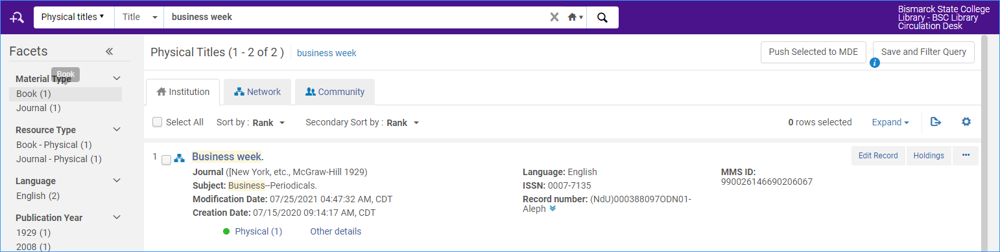 Physical titles Title business week
Bismarck State College
Library - BSC Library
Circulation Desk
Facets
Book
Material Type
Book (1)
Journal (1)
Resource Type
Book - Physical (1)
Journal - Physical (1)
Language
English (2)
Publication Year
1929 (1)
2008 (1)
Physical Titles (1 - 2 of 2 ) business week
Push Selected to MDE Save and Filter Query
Institution Network Community
Select All Sort by : Rank Secondary Sort by : Rank 0 rows selected Expand
1 Business week. Edit Record Holdings
Journal ([New York, etc., McGraw-Hill 1929)
Subject: Business--Periodicals.
Modification Date: 07/25/2021 04:47:32 AM, CDT
Creation Date: 07/15/2020 09:14:17 AM, CDT
Language: English
ISSN: 0007-7135
Record number: (NdU)000388097ODN01-
Aleph
MMS ID:
990026146690206067
Physical (1) Other details